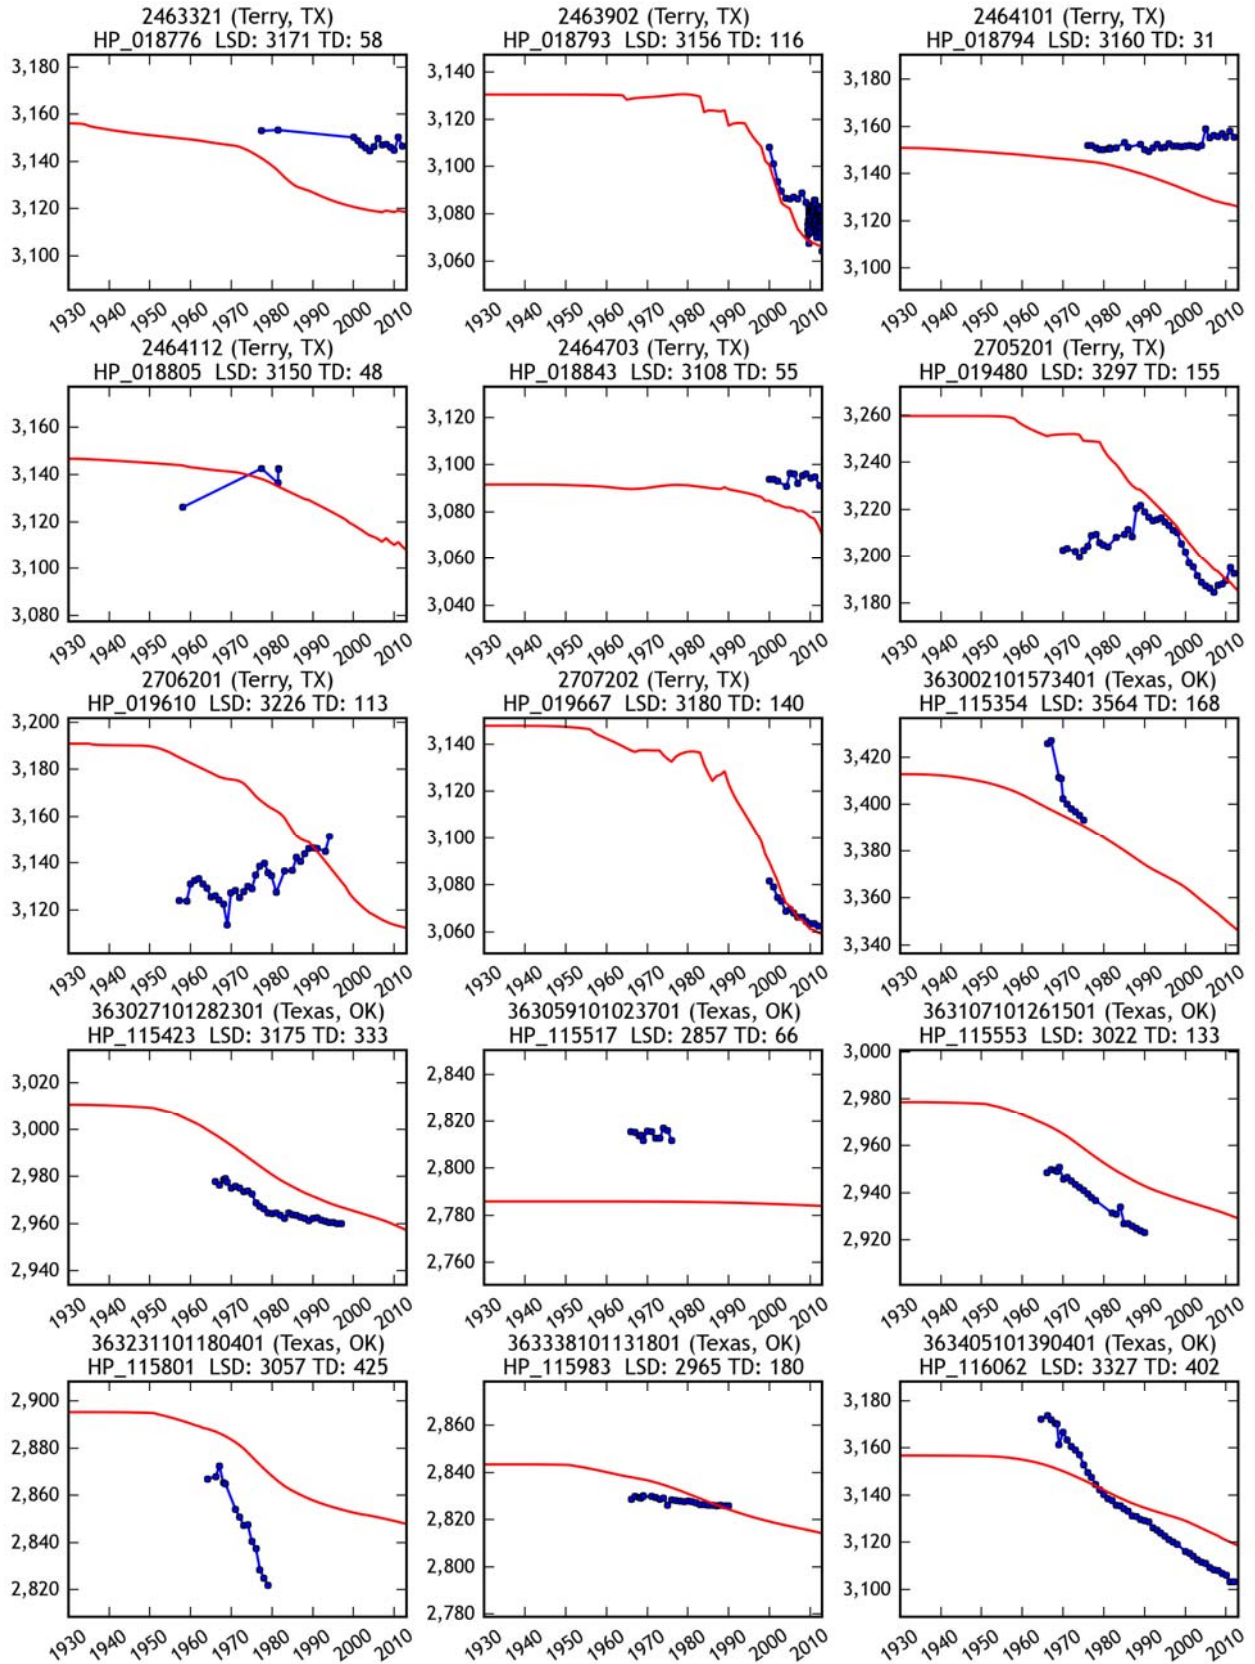 2463321 (Terry, TX)
HP_018776 LSD: 3171 TD: 58
3,180
3,160
3,140
3,120
3,100
1930 1940 1950 1960 1970 1980 1990 2000 2010
2463902 (Terry, TX)
HP_018793 LSD: 3156 TD: 116
3,140
3,120
3,100
3,080
3,060
1930 1940 1950 1960 1970 1980 1990 2000 2010
2464101 (Terry, TX)
HP_018794 LSD: 3160 TD: 31
3,180
3,160
3,140
3,120
3,100
1930 1940 1950 1960 1970 1980 1990 2000 2010
2464112 (Terry, TX)
HP_018805 LSD: 3150 TD: 48
3,160
3,140
3,120
3,100
3,080
1930 1940 1950 1960 1970 1980 1990 2000 2010
2464703 (Terry, TX)
HP_018843 LSD: 3108 TD: 55
3,120
3,100
3,080
3,060
3,040
1930 1940 1950 1960 1970 1980 1990 2000 2010
2705201 (Terry, TX)
HP_019480 LSD: 3297 TD: 155
3,260
3,240
3,220
3,200
3,180
1930 1940 1950 1960 1970 1980 1990 2000 2010
2706201 (Terry, TX)
HP_019610 LSD: 3226 TD: 113
3,200
3,180
3,160
3,140
3,120
1930 1940 1950 1960 1970 1980 1990 2000 2010
2707202 (Terry, TX)
HP_019667 LSD: 3180 TD: 140
3,140
3,120
3,100
3,080
3,060
1930 1940 1950 1960 1970 1980 1990 2000 2010
363002101573401 (Texas, OK)
HP_115354 LSD: 3564 TD: 168
3,420
3,400
3,380
3,360
3,340
1930 1940 1950 1960 1970 1980 1990 2000 2010
363027101282301 (Texas, OK)
HP_115423 LSD: 3175 TD: 333
3,020
3,000
2,980
2,960
2,940
1930 1940 1950 1960 1970 1980 1990 2000 2010
363059101023701 (Texas, OK)
HP_115517 LSD: 2857 TD: 66
2,840
2,820
2,800
2,780
2,760
1930 1940 1950 1960 1970 1980 1990 2000 2010
363107101261501 (Texas, OK)
HP_115553 LSD: 3022 TD: 133
3,000
2,980
2,960
2,940
2,920
1930 1940 1950 1960 1970 1980 1990 2000 2010
363231101180401 (Texas, OK)
HP_115801 LSD: 3057 TD: 425
2,900
2,880
2,860
2,840
2,820
1930 1940 1950 1960 1970 1980 1990 2000 2010
363338101131801 (Texas, OK)
HP_115983 LSD: 2965 TD: 180
2,860
2,840
2,820
2,800
2,780
1930 1940 1950 1960 1970 1980 1990 2000 2010
363405101390401 (Texas, OK)
HP_116062 LSD: 3327 TD: 402
3,180
3,160
3,140
3,120
3,100
1930 1940 1950 1960 1970 1980 1990 2000 2010